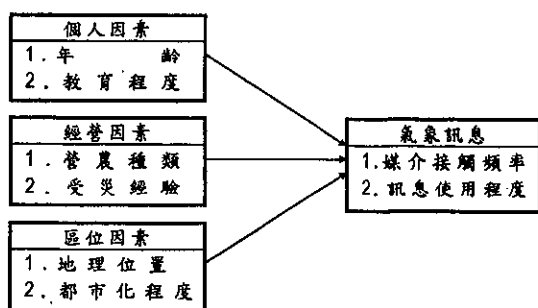 個人因素
1.年 齡
2.教育程度
經營因素
1.營農種類
2.受災經驗
區位因素
1.地理位置
2.都市化程度
氣象訊息
1.媒介接觸頻率
2.訊息使用程度